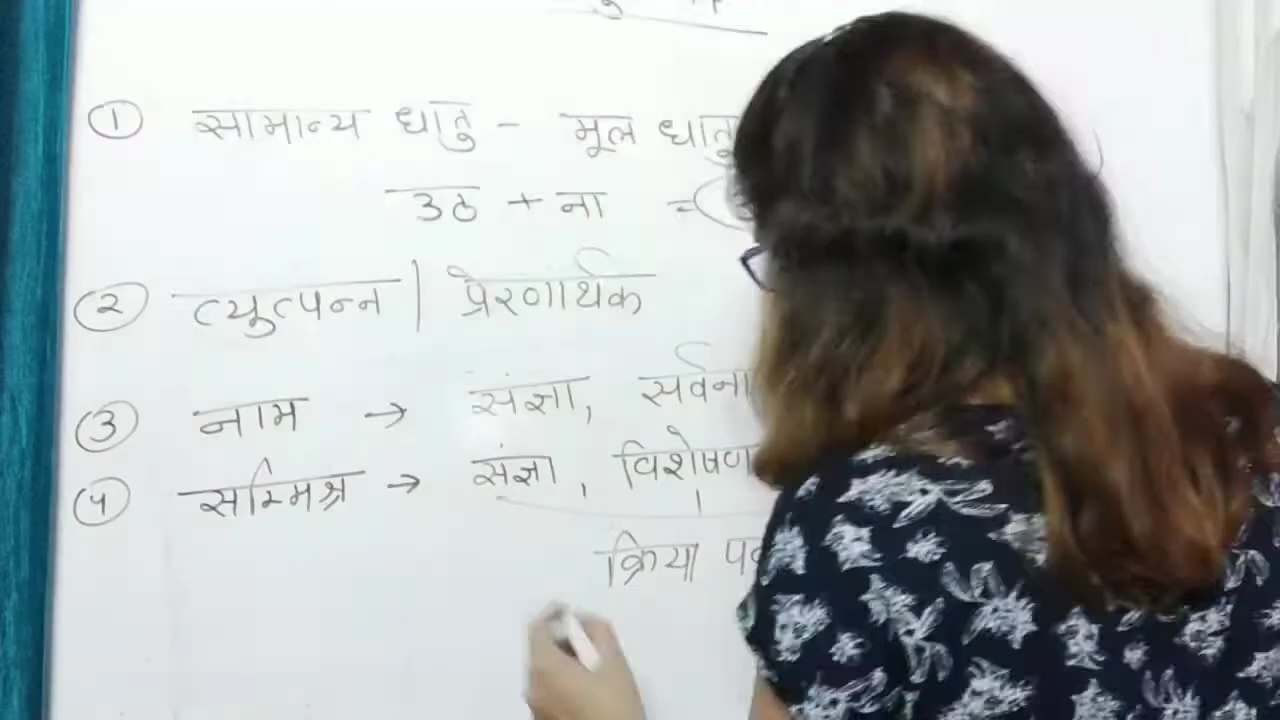 ① सामान्य धातु - मूल धातु
उठ + ना =
② त्युत्पन्न | प्रेरणार्थक
③ नाम → संज्ञा, सर्वना
④ सम्मिश्र → संज्ञा, विशेषण
क्रिया